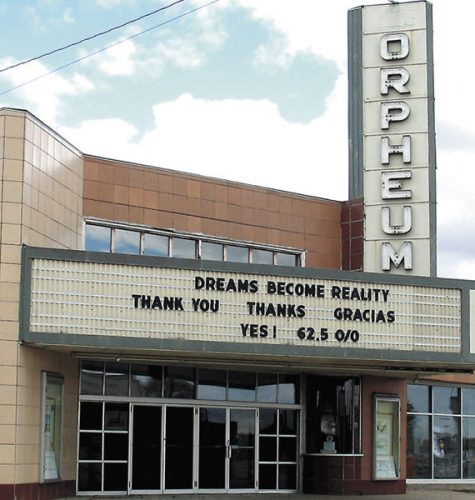 ORPHEUM
DREAMS BECOME REALITY
THANK YOU THANKS GRACIAS
YES! 62.5 O/O